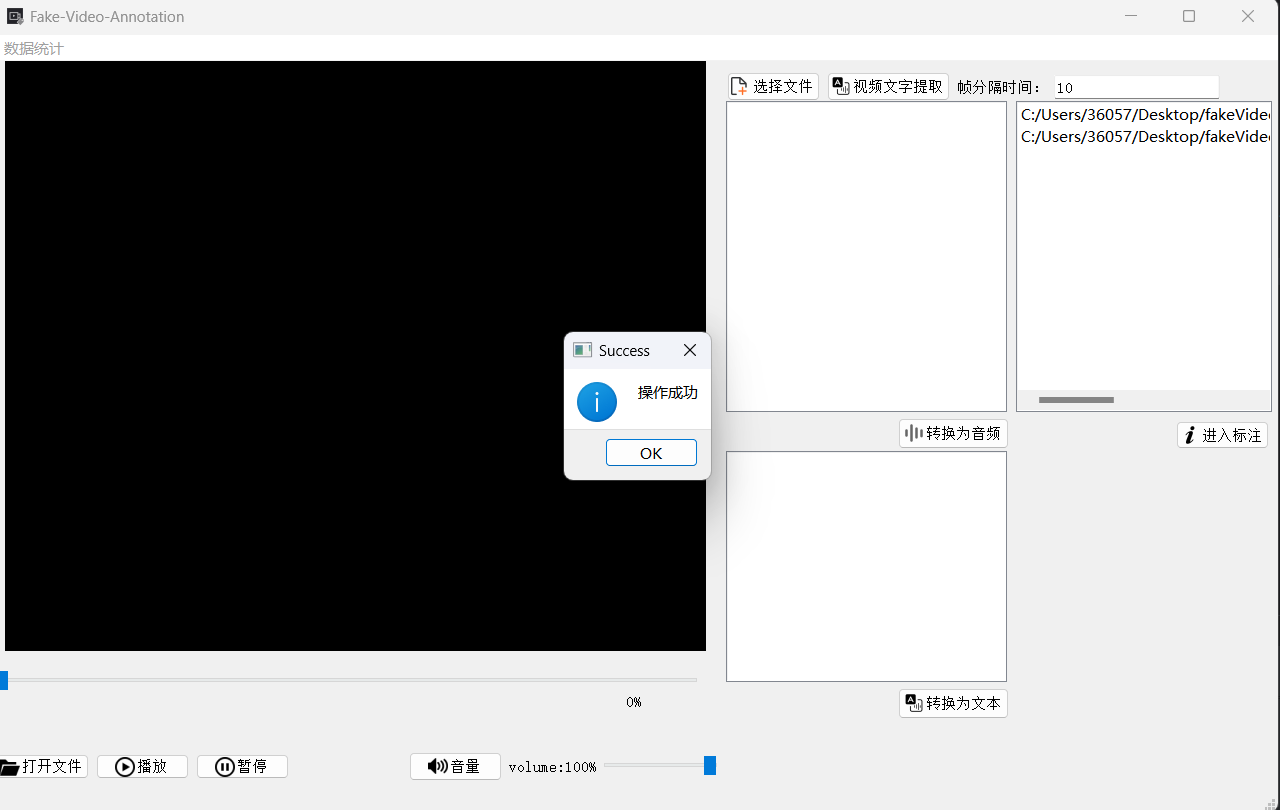 Fake-Video-Annotation
数据统计
选择文件
视频文字提取
帧分隔时间:
10
C:/Users/36057/Desktop/fakeVide
C:/Users/36057/Desktop/fakeVide
Success
操作成功
OK
转换为音频
进入标注
0%
转换为文本
打开文件
播放
暂停
音量
volume:100%